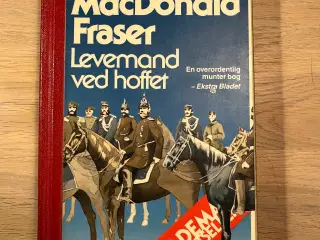 MacDonald
Fraser
Levemand
ved hoffet
En overordentlig
munter bog
– Ekstra Bladet